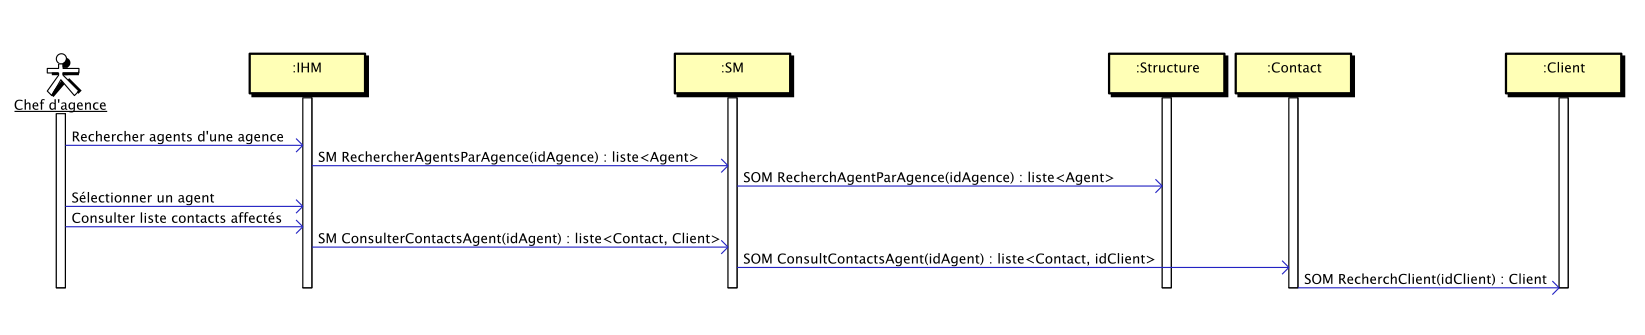 :IHM
:SM
:Structure
:Contact
:Client
Chef d'agence
Rechercher agents d'une agence
SM RechercherAgentsParAgence(idAgence) : liste<Agent>
SOM RecherchAgentParAgence(idAgence) : liste<Agent>
Sélectionner un agent
Consulter liste contacts affectés
SM ConsulterContactsAgent(idAgent) : liste<Contact, Client>
SOM ConsultContactsAgent(idAgent) : liste<Contact, idClient>
SOM RecherchClient(idClient) : Client